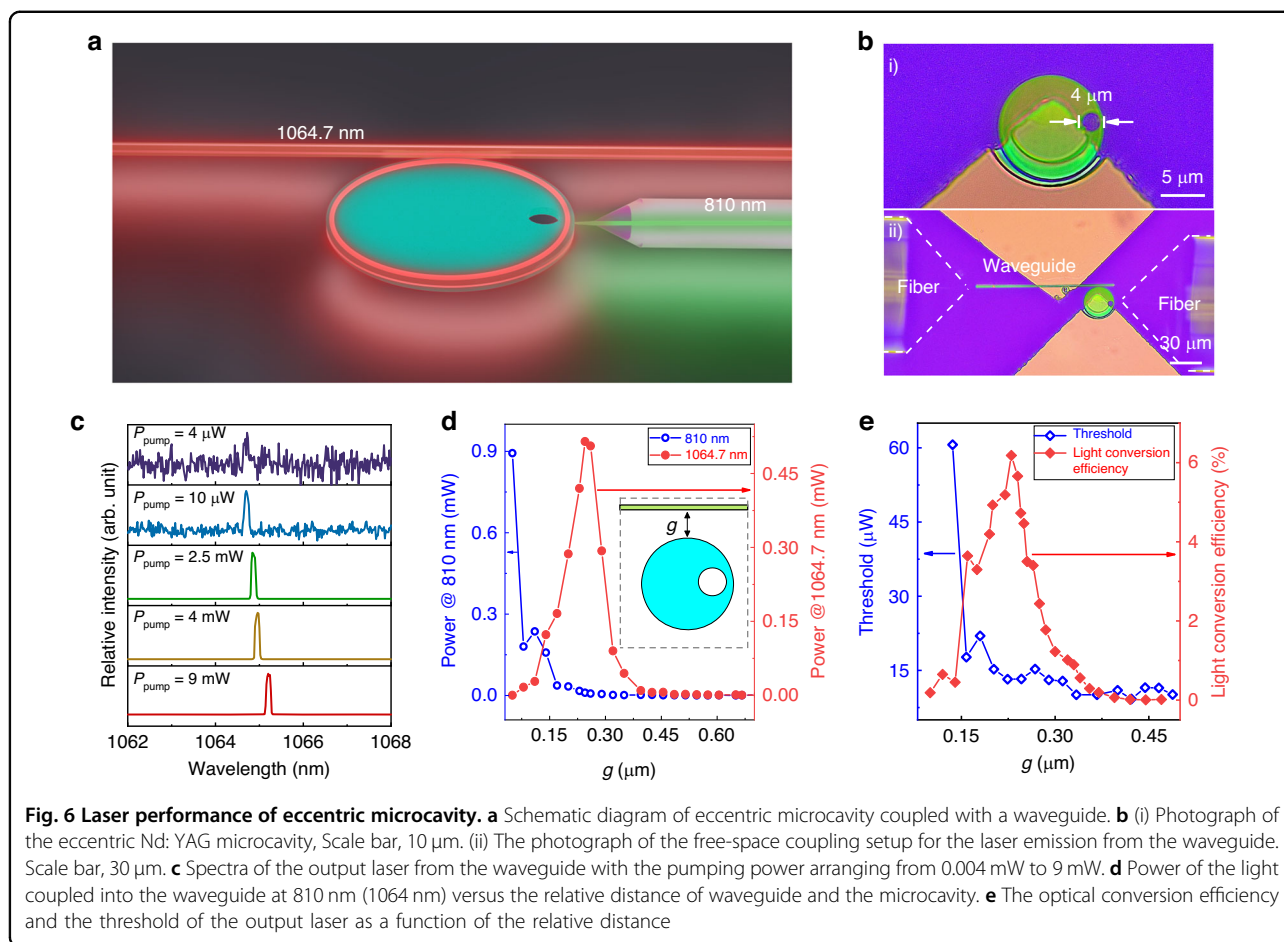 a
1064.7 nm
810 nm
b
i)
4 μm
5 μm
ii)
Waveguide
Fiber
Fiber
30 μm
c
P pump = 4 μW
P pump = 10 μW
P pump = 2.5 mW
P pump = 4 mW
P pump = 9 mW
Relative intensity (arb. unit)
1062 1064 1066 1068
Wavelength (nm)
d
810 nm
1064.7 nm
g
0.9
0.6
0.3
0.0
Power @ 810 nm (mW)
0.45
0.30
0.15
0.00
Power @1064.7 nm (mW)
0.15 0.30 0.45 0.60
g (μm)
e
Threshold
Light conversion
efficiency
60
45
30
15
Threshold (μW)
6
4
2
0
Light conversion efficiency (%)
0.15 0.30 0.45
g (μm)
Fig. 6 Laser performance of eccentric microcavity. a Schematic diagram of eccentric microcavity coupled with a waveguide. b (i) Photograph of
the eccentric Nd: YAG microcavity, Scale bar, 10 μm. (ii) The photograph of the free-space coupling setup for the laser emission from the waveguide.
Scale bar, 30 μm. c Spectra of the output laser from the waveguide with the pumping power arranging from 0.004 mW to 9 mW. d Power of the light
coupled into the waveguide at 810 nm (1064 nm) versus the relative distance of waveguide and the microcavity. e The optical conversion efficiency
and the threshold of the output laser as a function of the relative distance